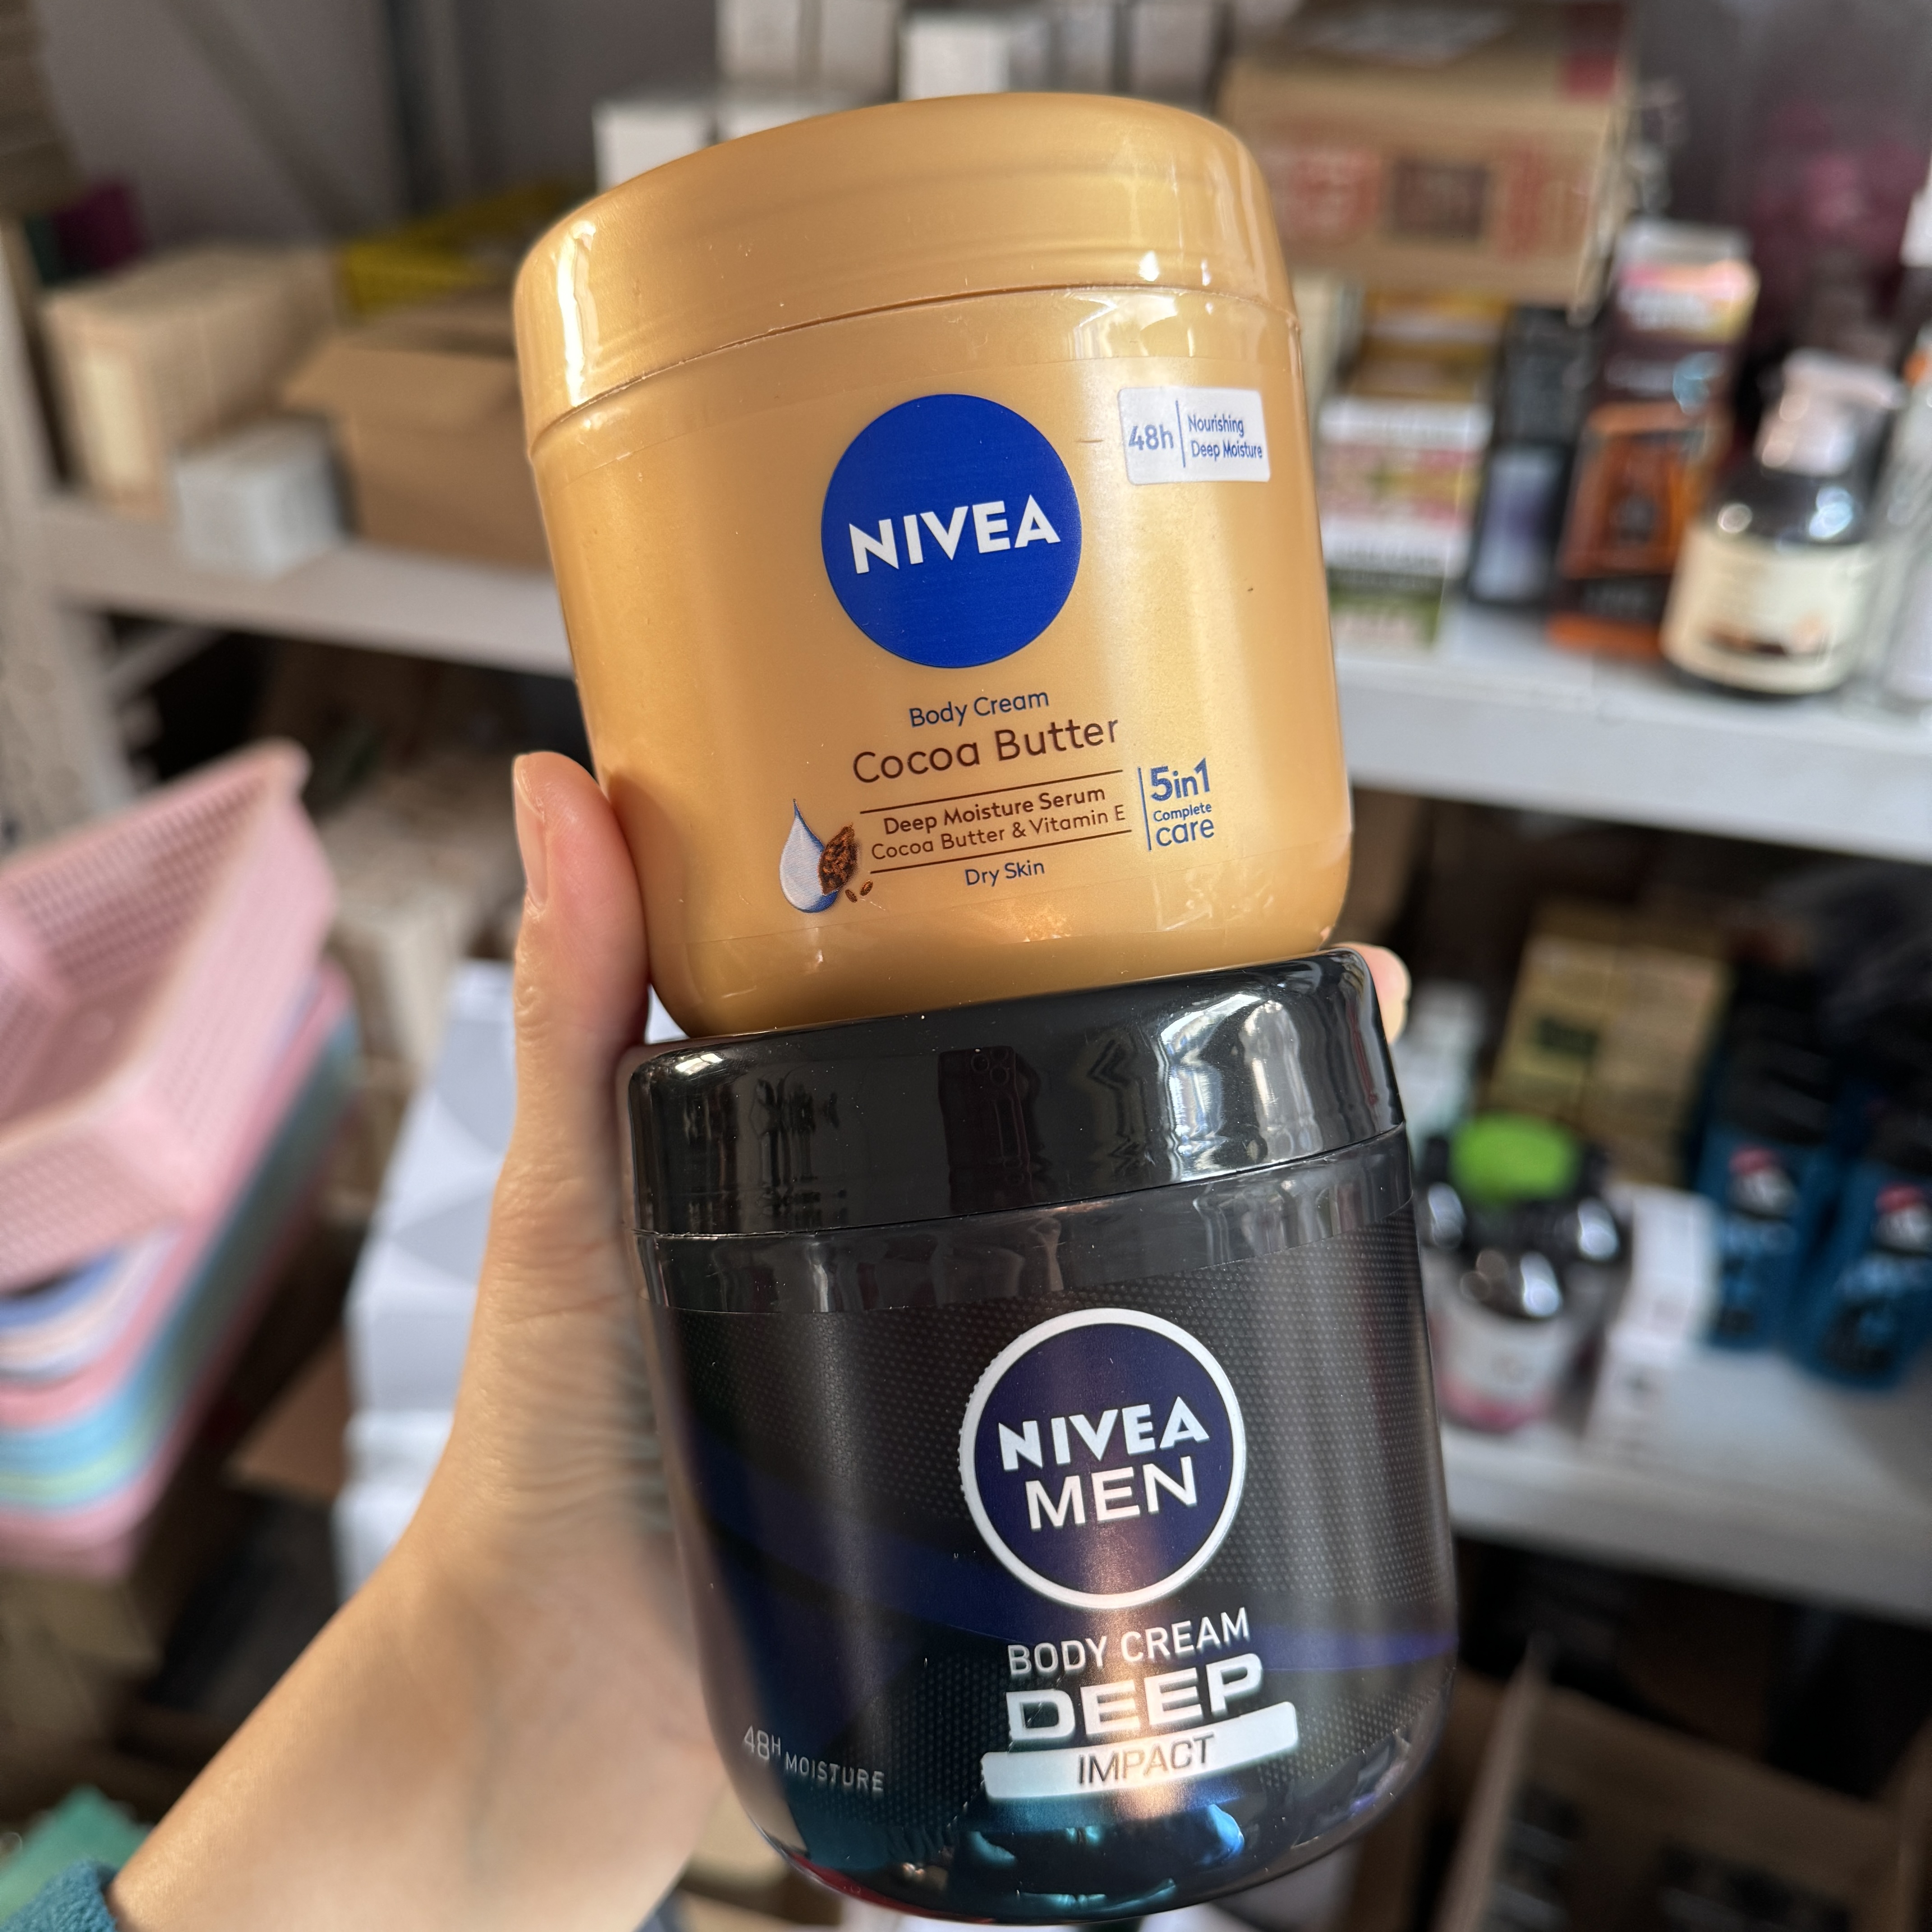 NIVEA
48h
Nourishing
Deep Moisture
Body Cream
Cocoa Butter
Deep Moisture Serum
Cocoa Butter & Vitamin E
Dry Skin
5in1
Complete
care
NIVEA
MEN
BODY CREAM
DEEP
IMPACT
48H MOISTURE